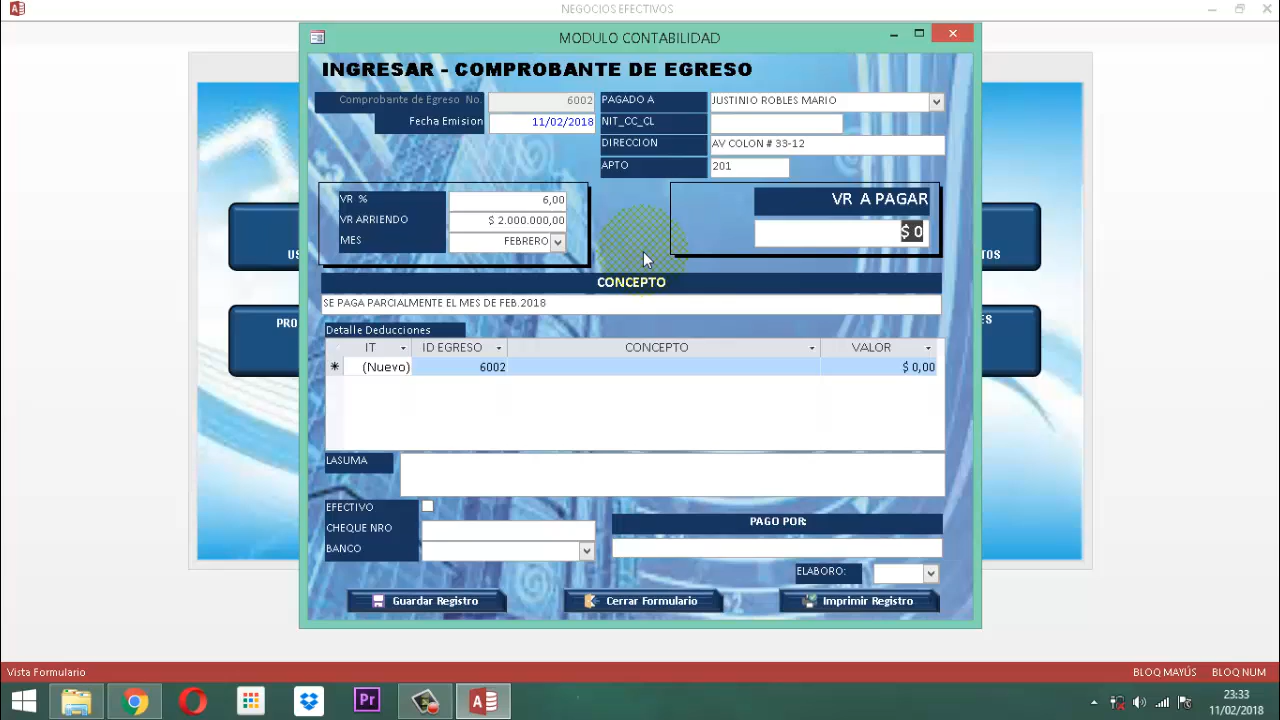 NEGOCIOS EFECTIVOS
MODULO CONTABILIDAD
INGRESAR - COMPROBANTE DE EGRESO
Comprobante de Egreso No. 6002
PAGADO A JUSTINIO ROBLES MARIO
Fecha Emision 11/02/2018
NIT_CC_CL
DIRECCION AV COLON # 33-12
APTO 201
VR % 6,00
VR ARRIENDO $ 2.000.000,00
MES FEBRERO
VR A PAGAR
$ 0
CONCEPTO
SE PAGA PARCIALMENTE EL MES DE FEB.2018
Detalle Deducciones
IT ID EGRESO CONCEPTO VALOR
(Nuevo) 6002 $ 0,00
LASUMA
EFECTIVO
CHEQUE NRO
BANCO
PAGO POR:
ELABORO:
Guardar Registro Cerrar Formulario Imprimir Registro
US
PRO
TOS
ES
Vista Formulario
BLOQ MAYÚS BLOQ NUM
Pr
23:33
11/02/2018